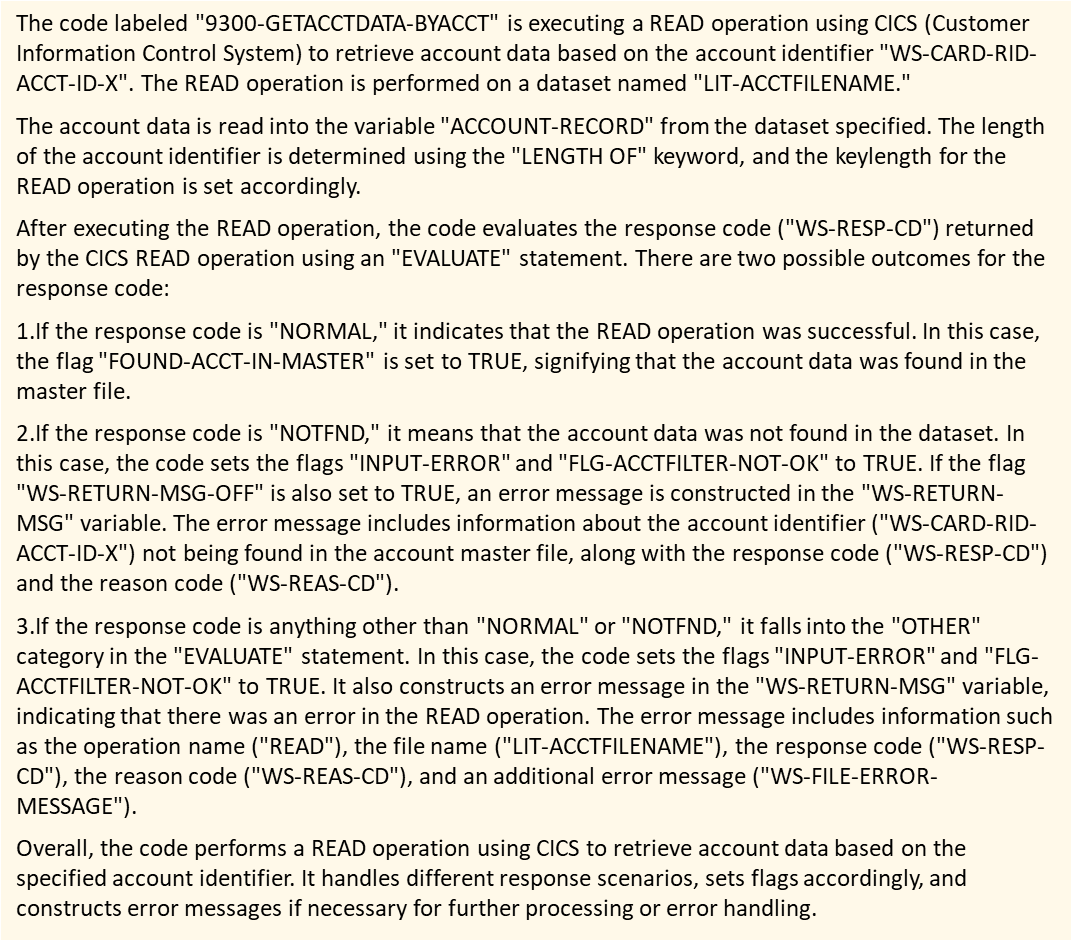 The code labeled "9300-GETACCTDATA-BYACCT" is executing a READ operation using CICS (Customer
Information Control System) to retrieve account data based on the account identifier "WS-CARD-RID-
ACCT-ID-X". The READ operation is performed on a dataset named "LIT-ACCTFILENAME."
The account data is read into the variable "ACCOUNT-RECORD" from the dataset specified. The length
of the account identifier is determined using the "LENGTH OF" keyword, and the keylength for the
READ operation is set accordingly.
After executing the READ operation, the code evaluates the response code ("WS-RESP-CD") returned
by the CICS READ operation using an "EVALUATE" statement. There are two possible outcomes for the
response code:
1.If the response code is "NORMAL," it indicates that the READ operation was successful. In this case,
the flag "FOUND-ACCT-IN-MASTER" is set to TRUE, signifying that the account data was found in the
master file.
2.If the response code is "NOTFND," it means that the account data was not found in the dataset. In
this case, the code sets the flags "INPUT-ERROR" and "FLG-ACCTFILTER-NOT-OK" to TRUE. If the flag
"WS-RETURN-MSG-OFF" is also set to TRUE, an error message is constructed in the "WS-RETURN-
MSG" variable. The error message includes information about the account identifier ("WS-CARD-RID-
ACCT-ID-X") not being found in the account master file, along with the response code ("WS-RESP-CD")
and the reason code ("WS-REAS-CD").
3.If the response code is anything other than "NORMAL" or "NOTFND," it falls into the "OTHER"
category in the "EVALUATE" statement. In this case, the code sets the flags "INPUT-ERROR" and "FLG-
ACCTFILTER-NOT-OK" to TRUE. It also constructs an error message in the "WS-RETURN-MSG" variable,
indicating that there was an error in the READ operation. The error message includes information such
as the operation name ("READ"), the file name ("LIT-ACCTFILENAME"), the response code ("WS-RESP-
CD"), the reason code ("WS-REAS-CD"), and an additional error message ("WS-FILE-ERROR-
MESSAGE").
Overall, the code performs a READ operation using CICS to retrieve account data based on the
specified account identifier. It handles different response scenarios, sets flags accordingly, and
constructs error messages if necessary for further processing or error handling.